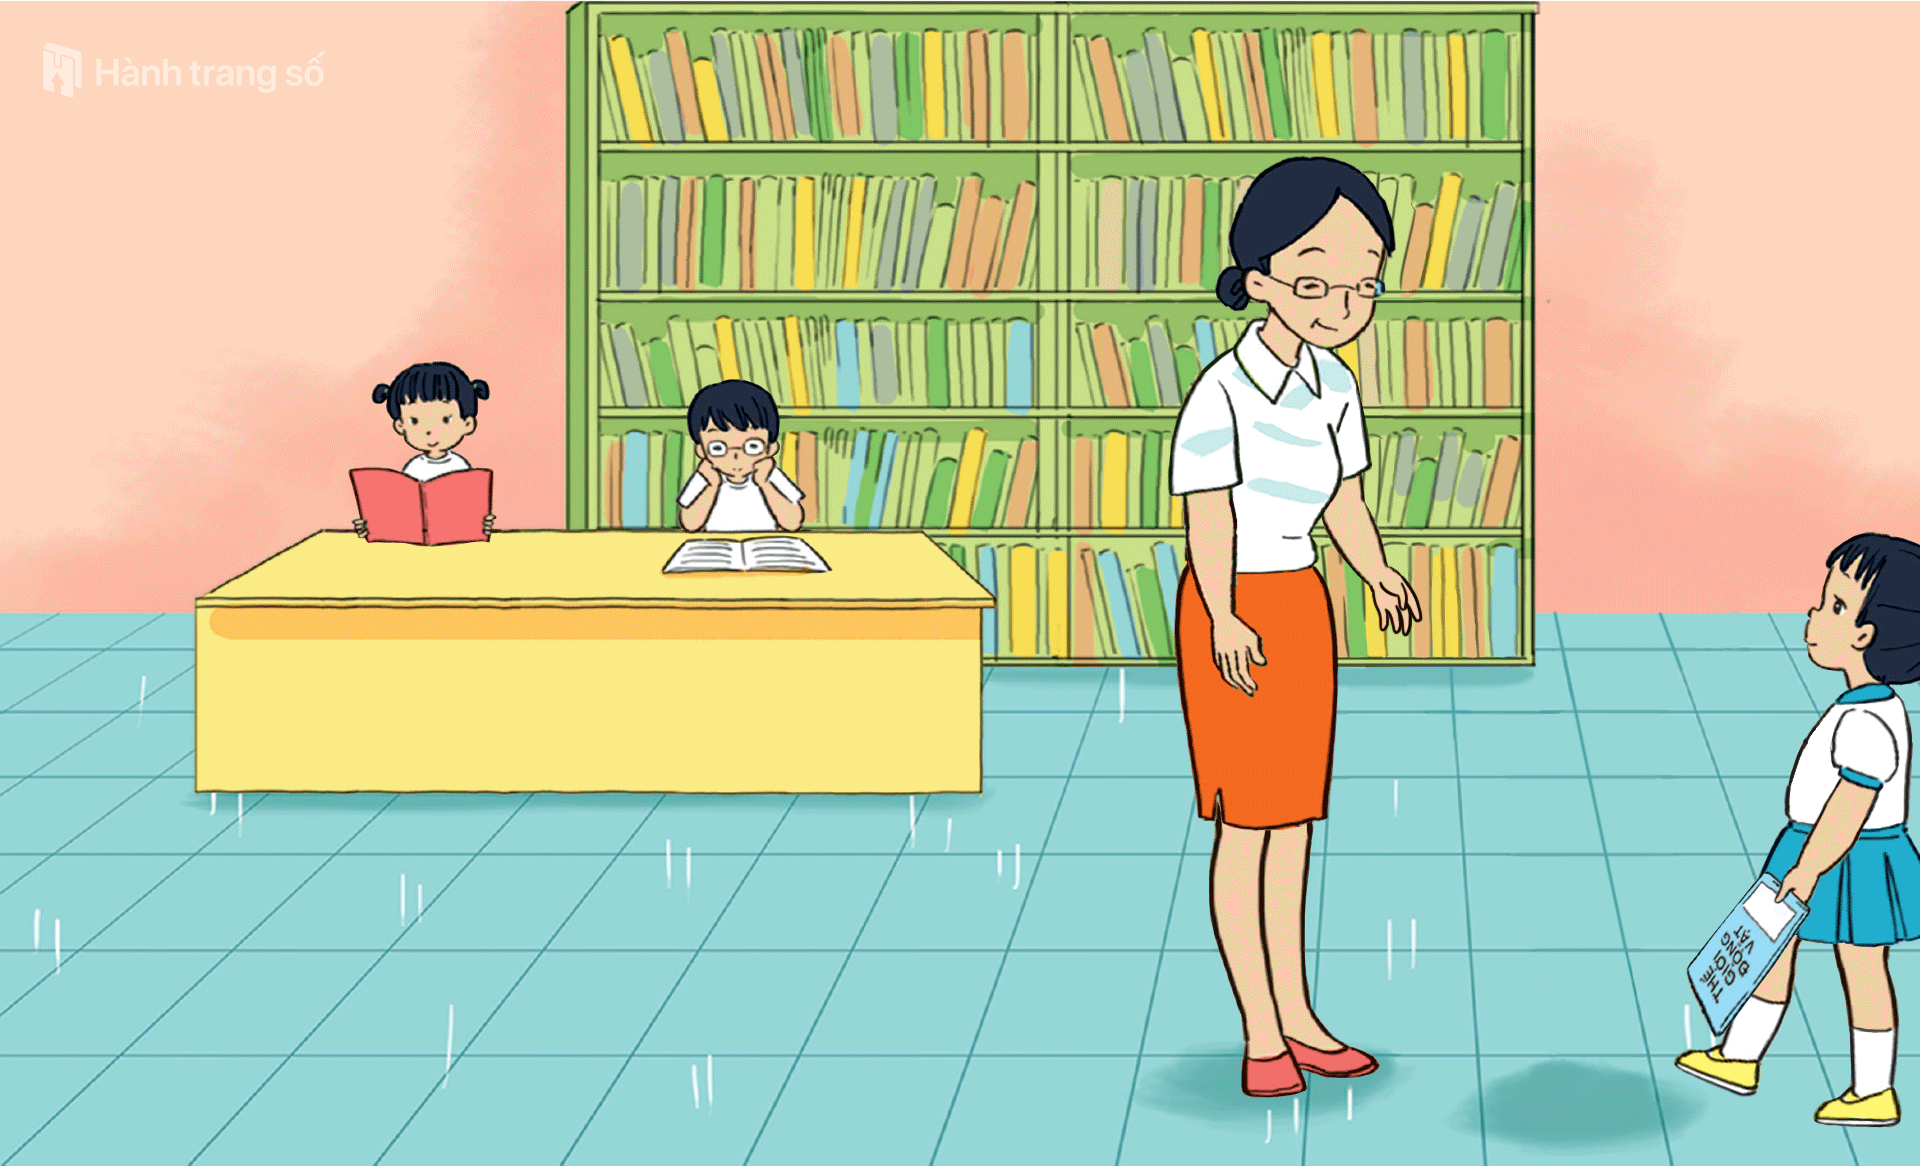 Hành trang số
THẾ
GIỚI
ĐỘNG
VẬT